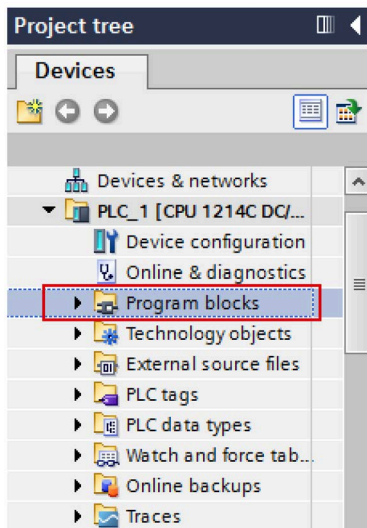 Project tree
Devices
Devices & networks
PLC_1 [CPU 1214C DC/...
Device configuration
Online & diagnostics
Program blocks
Technology objects
External source files
PLC tags
PLC data types
Watch and force tab...
Online backups
Traces